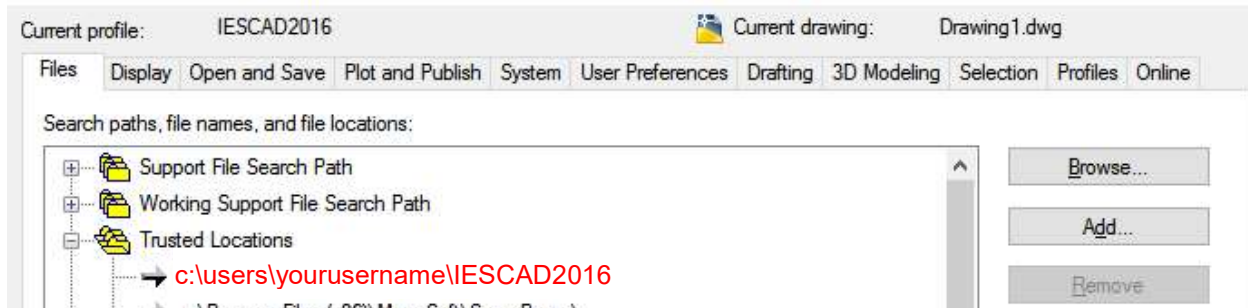 Current profile: IESCAD2016 Current drawing: Drawing1.dwg
Files Display Open and Save Plot and Publish System User Preferences Drafting 3D Modeling Selection Profiles Online
Search paths, file names, and file locations:
Support File Search Path
Browse...
Working Support File Search Path
Add...
Trusted Locations
c:\users\yourusername\IESCAD2016
Remove